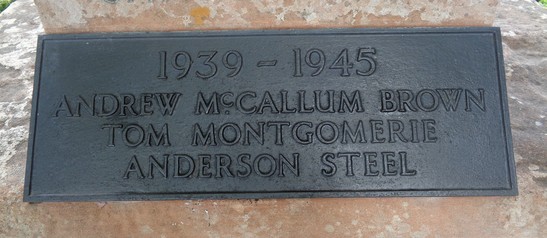 1939 - 1945
ANDREW McCALLUM BROWN
TOM MONTGOMERIE
ANDERSON STEEL